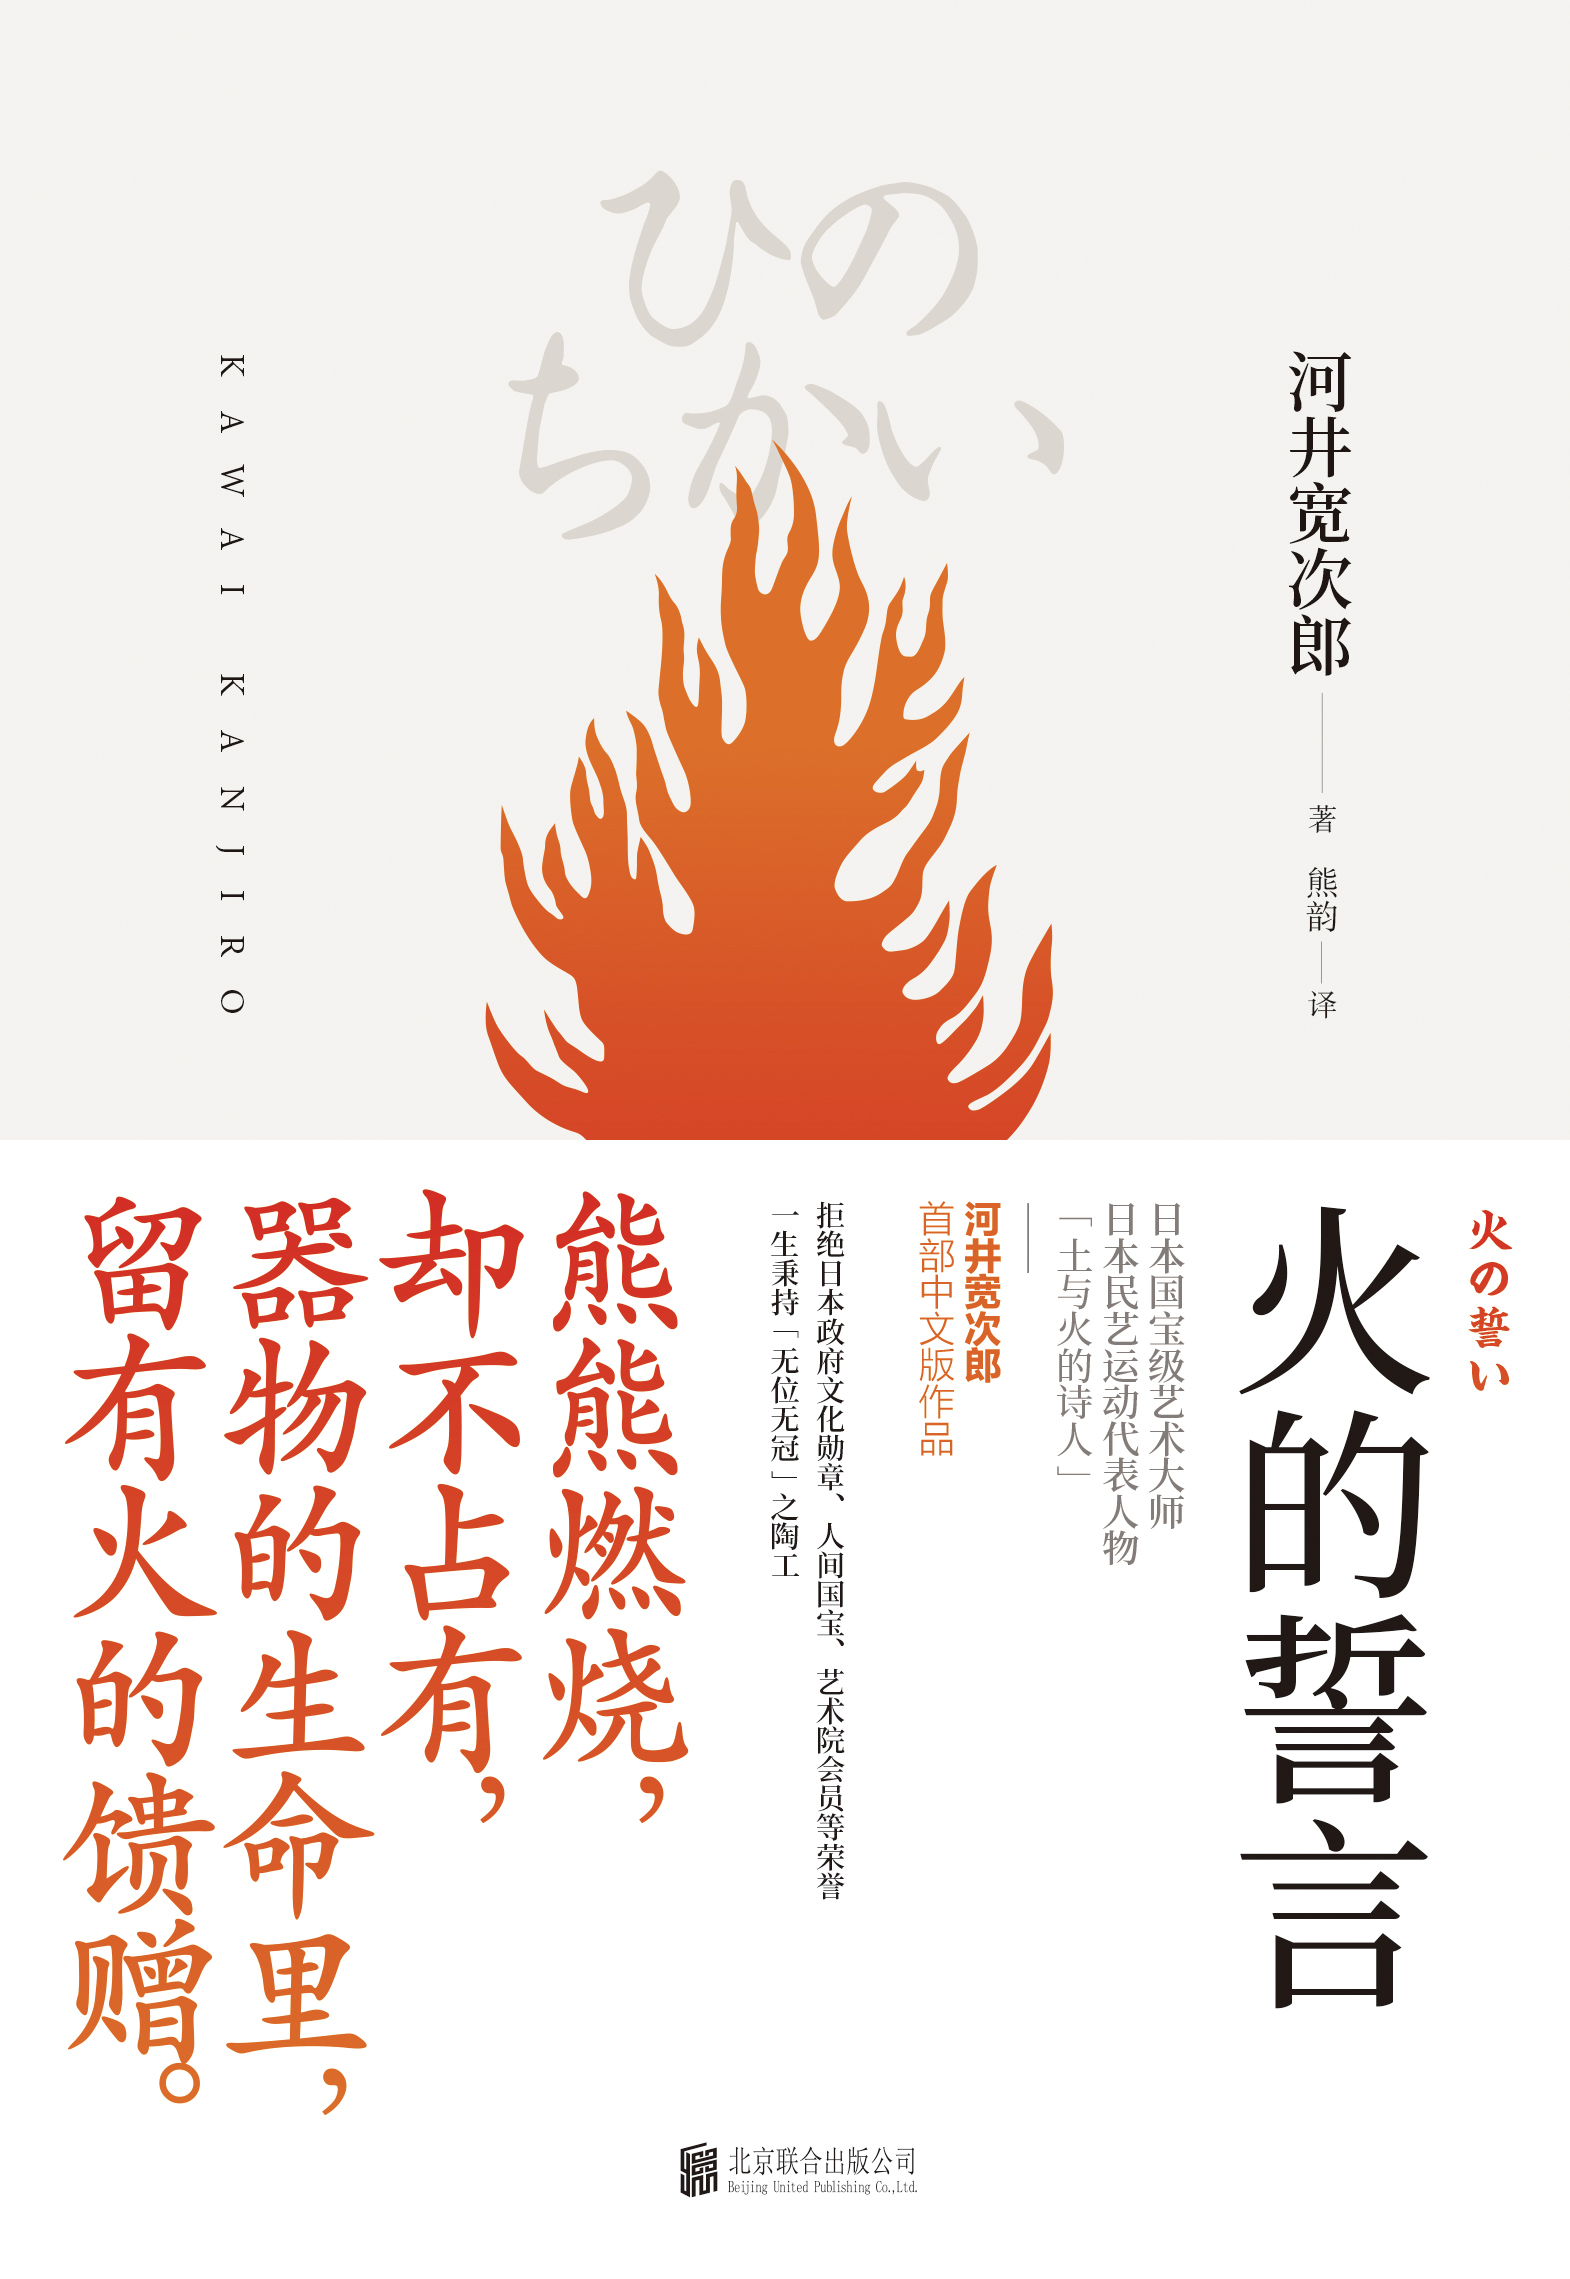 ひの
ちかい
河井宽次郎 著 熊韵 译
KAWAI KANJIRO
火の誓い
火的誓言
日本国宝级艺术大师
日本民艺运动代表人物
「土与火的诗人」
河井宽次郎
首部中文版作品
拒绝日本政府文化勋章、人间国宝、艺术院会员等荣誉
一生秉持「无位无冠」之陶工
熊熊燃烧，
却不占有，
器物的生命里，
留有火的馈赠。
北京联合出版公司
Beijing United Publishing Co.,Ltd.